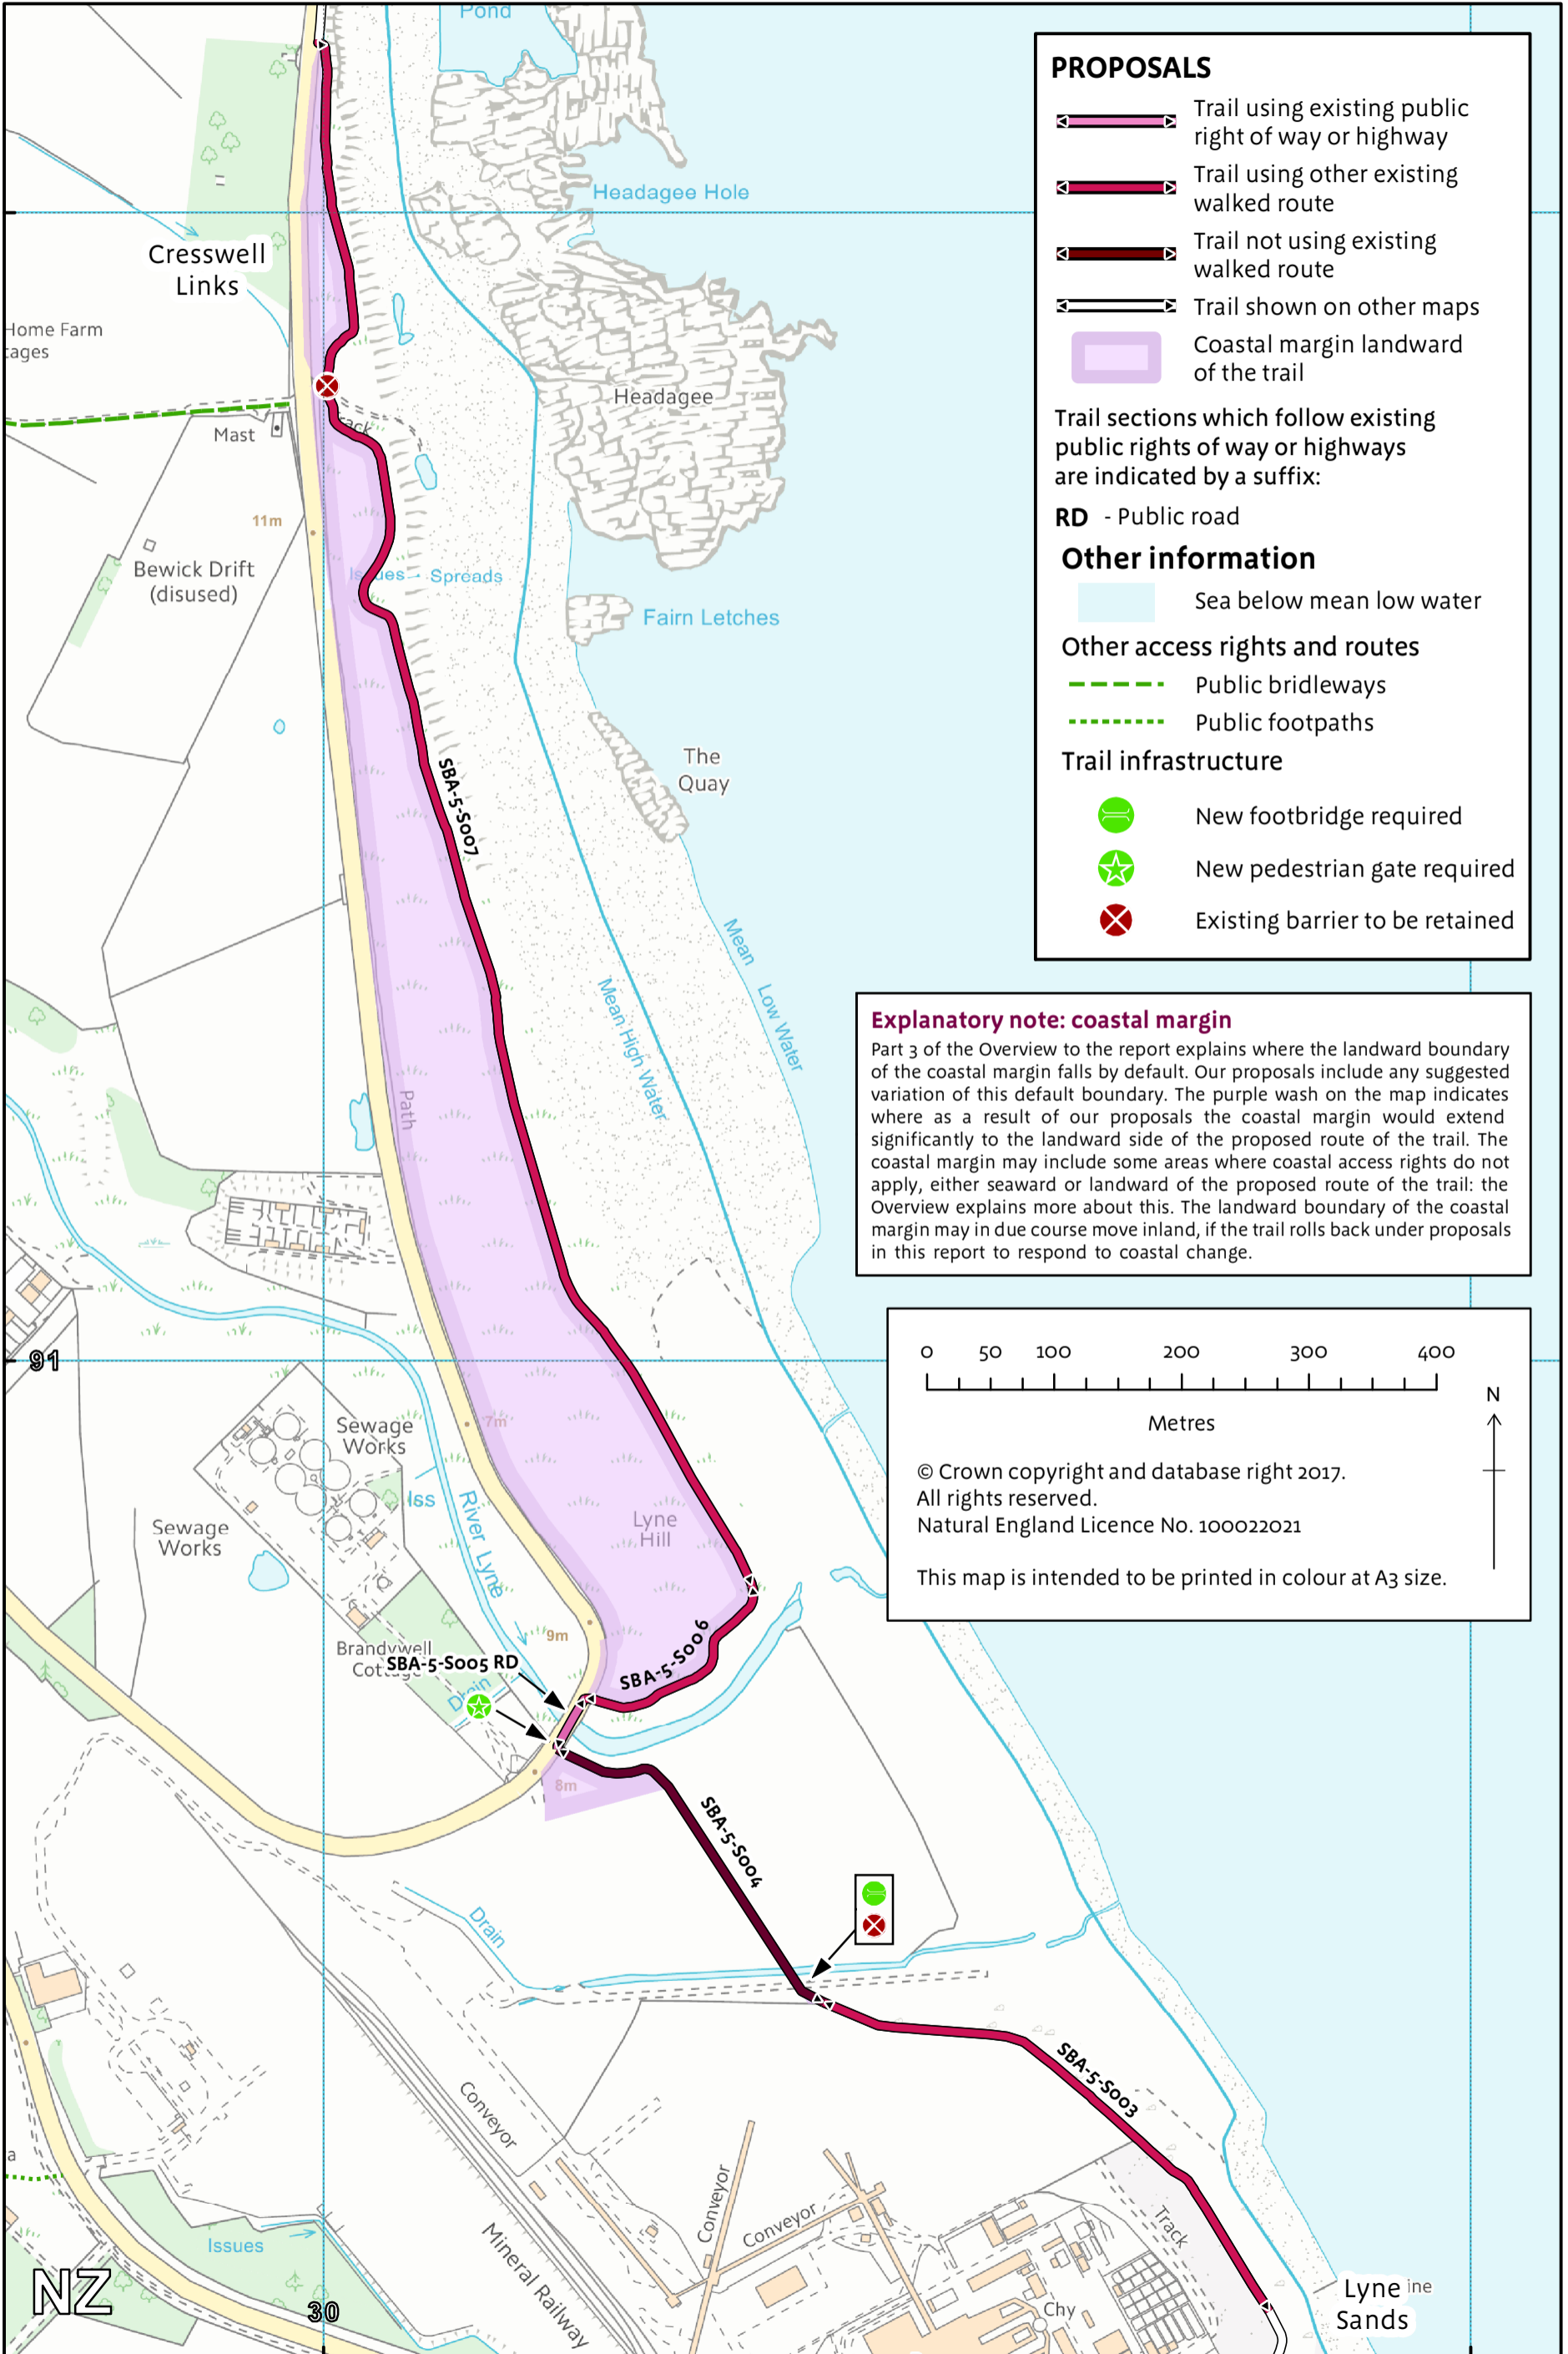 Pond
Headagee Hole
Cresswell
Links
Home Farm
Mast
Headagee
11m
Bewick Drift
(disused)
Issues
Spreads
Fairn Letches
The
Quay
SBA-5-S007
Mean
Low Water
Mean High Water
Path
91
7m
Sewage
Works
Iss
Sewage
Works
River Lyne
Lyne
Hill
9m
Brandywell
SBA-5-S005 RD
SBA-5-S006
Drain
8m
SBA-5-S004
Drain
SBA-5-S003
Conveyor
Conveyor
Conveyor
Track
Mineral Railway
Issues
NZ
30
Chy
Lyne
Sands
PROPOSALS
Trail using existing public
right of way or highway
Trail using other existing
walked route
Trail not using existing
walked route
Trail shown on other maps
Coastal margin landward
of the trail
Trail sections which follow existing
public rights of way or highways
are indicated by a suffix:
RD - Public road
Other information
Sea below mean low water
Other access rights and routes
Public bridleways
Public footpaths
Trail infrastructure
New footbridge required
New pedestrian gate required
Existing barrier to be retained
Explanatory note: coastal margin
Part 3 of the Overview to the report explains where the landward boundary
of the coastal margin falls by default. Our proposals include any suggested
variation of this default boundary. The purple wash on the map indicates
where as a result of our proposals the coastal margin would extend
significantly to the landward side of the proposed route of the trail. The
coastal margin may include some areas where coastal access rights do not
apply, either seaward or landward of the proposed route of the trail: the
Overview explains more about this. The landward boundary of the coastal
margin may in due course move inland, if the trail rolls back under proposals
in this report to respond to coastal change.
0 50 100 200 300 400
Metres
N
© Crown copyright and database right 2017.
All rights reserved.
Natural England Licence No. 100022021
This map is intended to be printed in colour at A3 size.